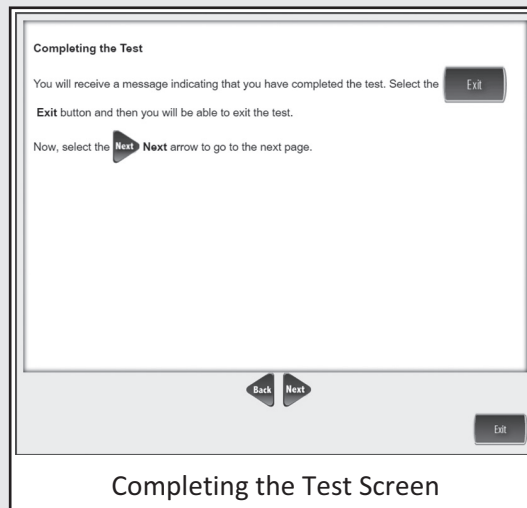 Completing the Test
You will receive a message indicating that you have completed the test. Select the Exit
Exit button and then you will be able to exit the test.
Now, select the Next Next arrow to go to the next page.
Back Next
Exit
Completing the Test Screen